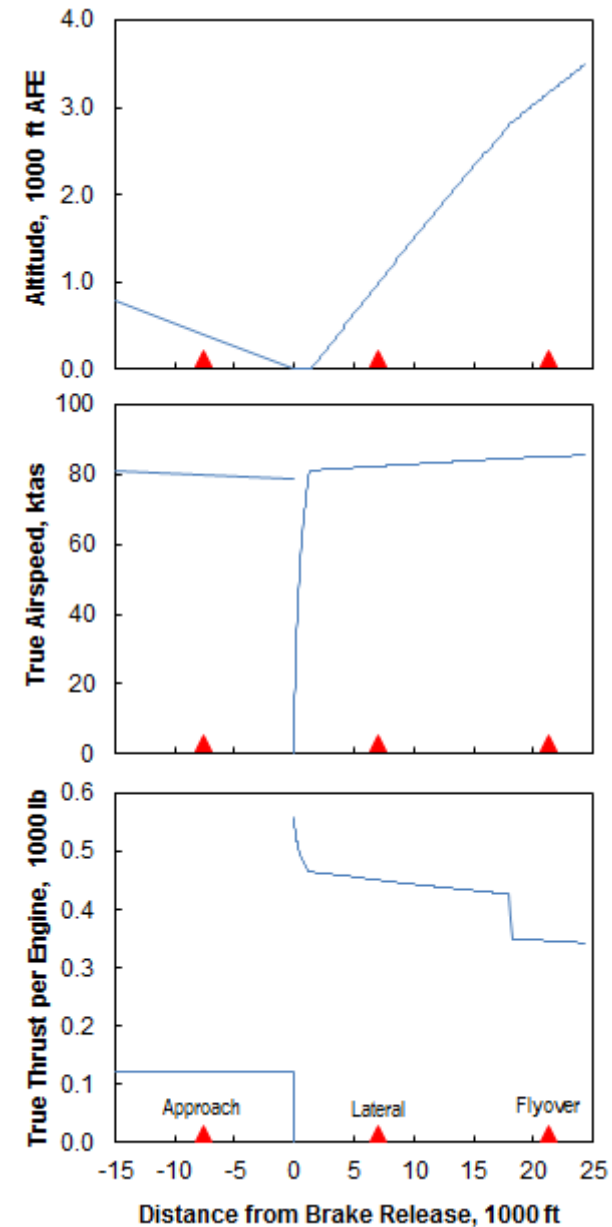 Altitude, 1000 ft AFE
4.0
3.0
2.0
1.0
0.0
True Airspeed, ktas
100
80
60
40
20
0
True Thrust per Engine, 1000 lb
0.6
0.5
0.4
0.3
0.2
0.1
0.0
Approach
Lateral
Flyover
-15 -10 -5 0 5 10 15 20 25
Distance from Brake Release, 1000 ft